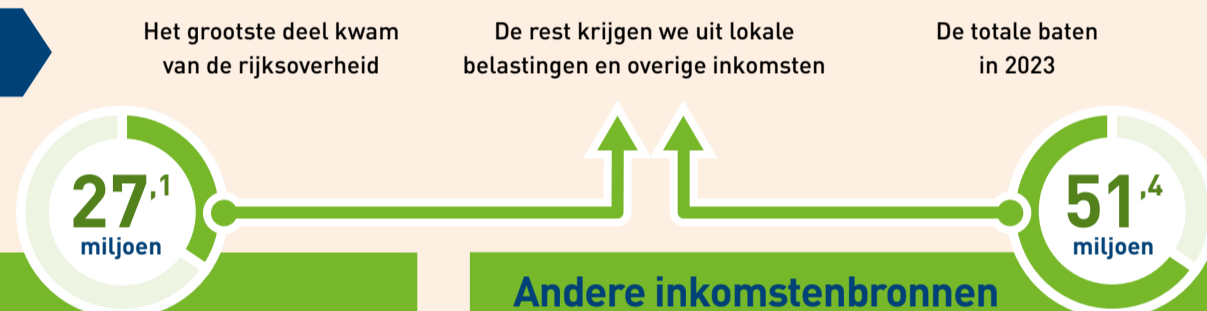 Het grootste deel kwam
van de rijksoverheid
De rest krijgen we uit lokale
belastingen en overige inkomsten
De totale baten
in 2023
27,1
miljoen
51,4
miljoen
Andere inkomstenbronnen